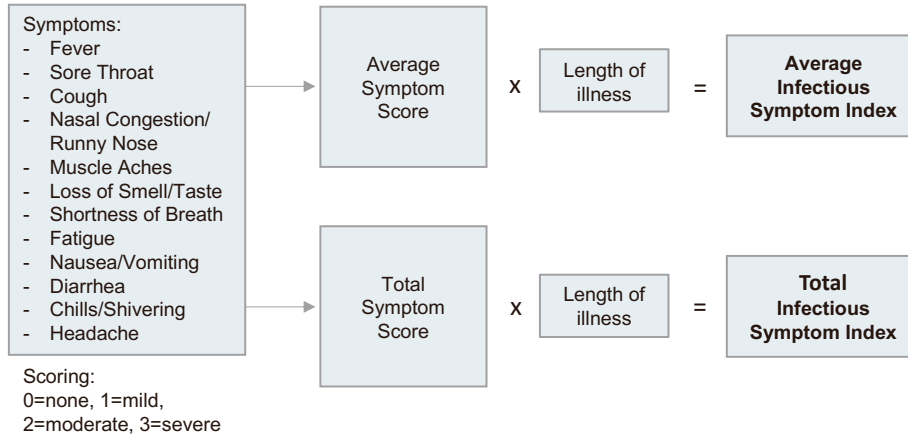 Symptoms:
- Fever
- Sore Throat
- Cough
- Nasal Congestion/
Runny Nose
- Muscle Aches
- Loss of Smell/Taste
- Shortness of Breath
- Fatigue
- Nausea/Vomiting
- Diarrhea
- Chills/Shivering
- Headache
Scoring:
0=none, 1=mild,
2=moderate, 3=severe
Average
Symptom
Score
x
Length of
illness
=
Average
Infectious
Symptom Index
Total
Symptom
Score
x
Length of
illness
=
Total
Infectious
Symptom Index